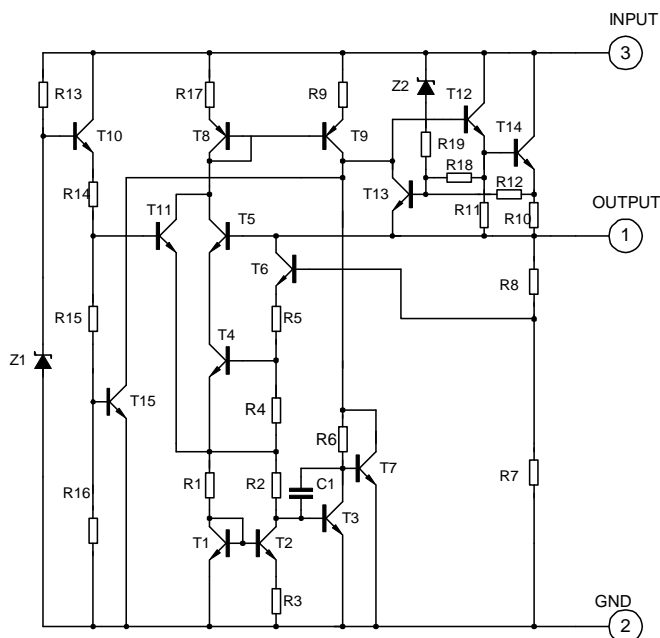 INPUT
3
R13
R17
R9
Z2
T12
T10
T8
T9
R19
T14
R18
R14
T13
R12
T11
R11
R10
OUTPUT
T5
1
T6
R8
R15
R5
Z1
T4
T15
R4
R6
T7
R7
R16
R1
R2
C1
T3
T1
T2
R3
GND
2